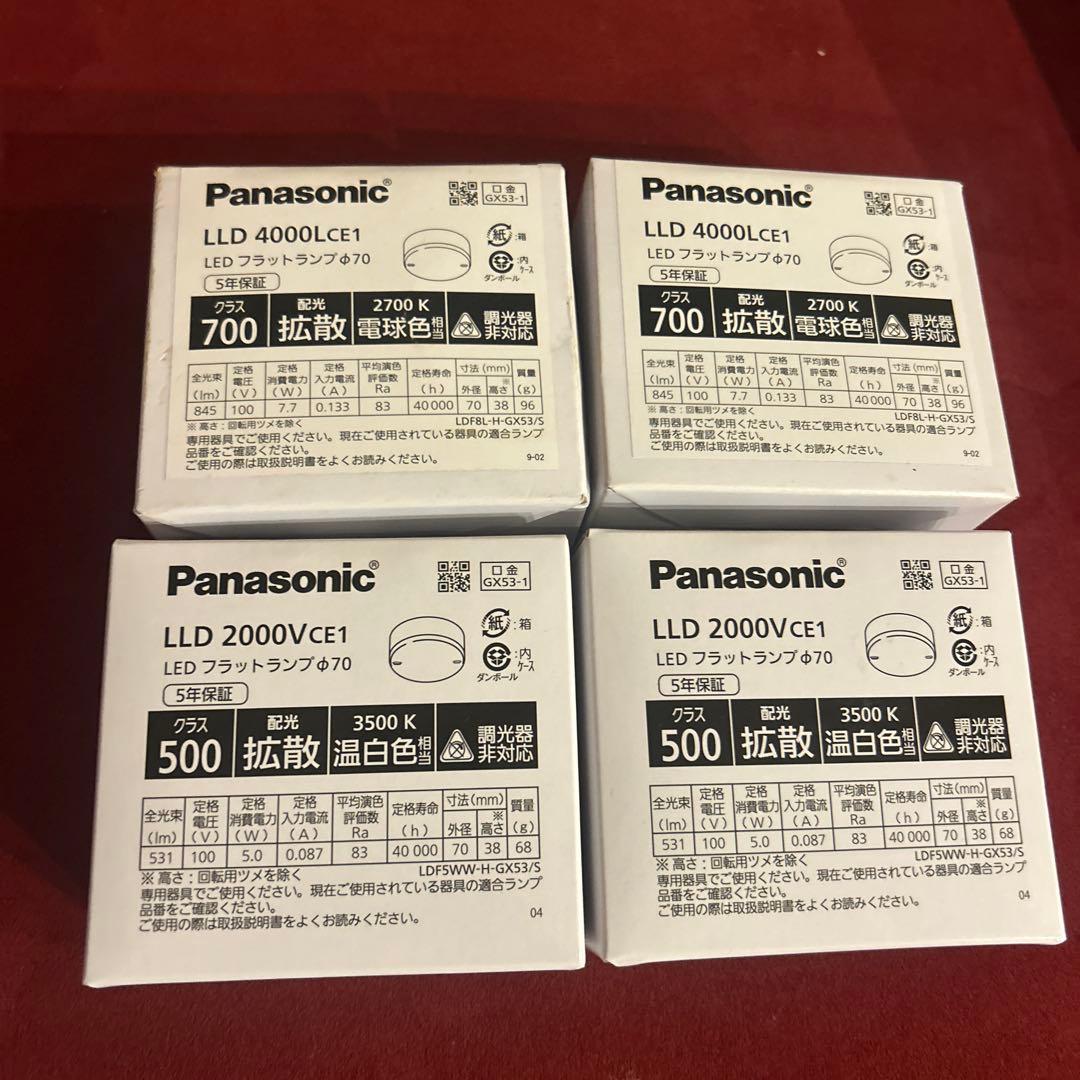 Panasonic®
口金
GX53-1
LLD 4000LCE1
LED フラットランプφ70
紙:箱
:内ケース
ダンボール
5年保証
クラス
700
配光
拡散
2700 K
電球色相当
調光器
非対応
全光束
(lm)
定格
電圧
(V)
定格
消費電力
(W)
定格
入力電流
(A)
平均演色
評価数
Ra
定格寿命
(h)
寸法(mm)
外径
※高さ
質量
(g)
845 100 7.7 0.133 83 40 000 70 38 96
※高さ:回転用ツメを除く
LDF8L-H-GX53/S
専用器具でご使用ください。現在ご使用されている器具の適合ランプ
品番をご確認ください。
ご使用の際は取扱説明書をよくお読みください。
9-02
Panasonic®
口金
GX53-1
LLD 4000LCE1
LED フラットランプφ70
紙:箱
:内ケース
ダンボール
5年保証
クラス
700
配光
拡散
2700 K
電球色相当
調光器
非対応
全光束
(lm)
定格
電圧
(V)
定格
消費電力
(W)
定格
入力電流
(A)
平均演色
評価数
Ra
定格寿命
(h)
寸法(mm)
外径
※高さ
質量
(g)
845 100 7.7 0.133 83 40 000 70 38 96
※高さ:回転用ツメを除く
LDF8L-H-GX53/S
専用器具でご使用ください。現在ご使用されている器具の適合ランプ
品番をご確認ください。
ご使用の際は取扱説明書をよくお読みください。
9-02
Panasonic®
口金
GX53-1
LLD 2000VCE1
LED フラットランプφ70
紙:箱
:内ケース
ダンボール
5年保証
クラス
500
配光
拡散
3500 K
温白色相当
調光器
非対応
全光束
(lm)
定格
電圧
(V)
定格
消費電力
(W)
定格
入力電流
(A)
平均演色
評価数
Ra
定格寿命
(h)
寸法(mm)
外径
※高さ
質量
(g)
531 100 5.0 0.087 83 40 000 70 38 68
※高さ:回転用ツメを除く
LDF5WW-H-GX53/S
専用器具でご使用ください。現在ご使用されている器具の適合ランプ
品番をご確認ください。
ご使用の際は取扱説明書をよくお読みください。
04
Panasonic®
口金
GX53-1
LLD 2000VCE1
LED フラットランプφ70
紙:箱
:内ケース
ダンボール
5年保証
クラス
500
配光
拡散
3500 K
温白色相当
調光器
非対応
全光束
(lm)
定格
電圧
(V)
定格
消費電力
(W)
定格
入力電流
(A)
平均演色
評価数
Ra
定格寿命
(h)
寸法(mm)
外径
※高さ
質量
(g)
531 100 5.0 0.087 83 40 000 70 38 68
※高さ:回転用ツメを除く
LDF5WW-H-GX53/S
専用器具でご使用ください。現在ご使用されている器具の適合ランプ
品番をご確認ください。
ご使用の際は取扱説明書をよくお読みください。
04